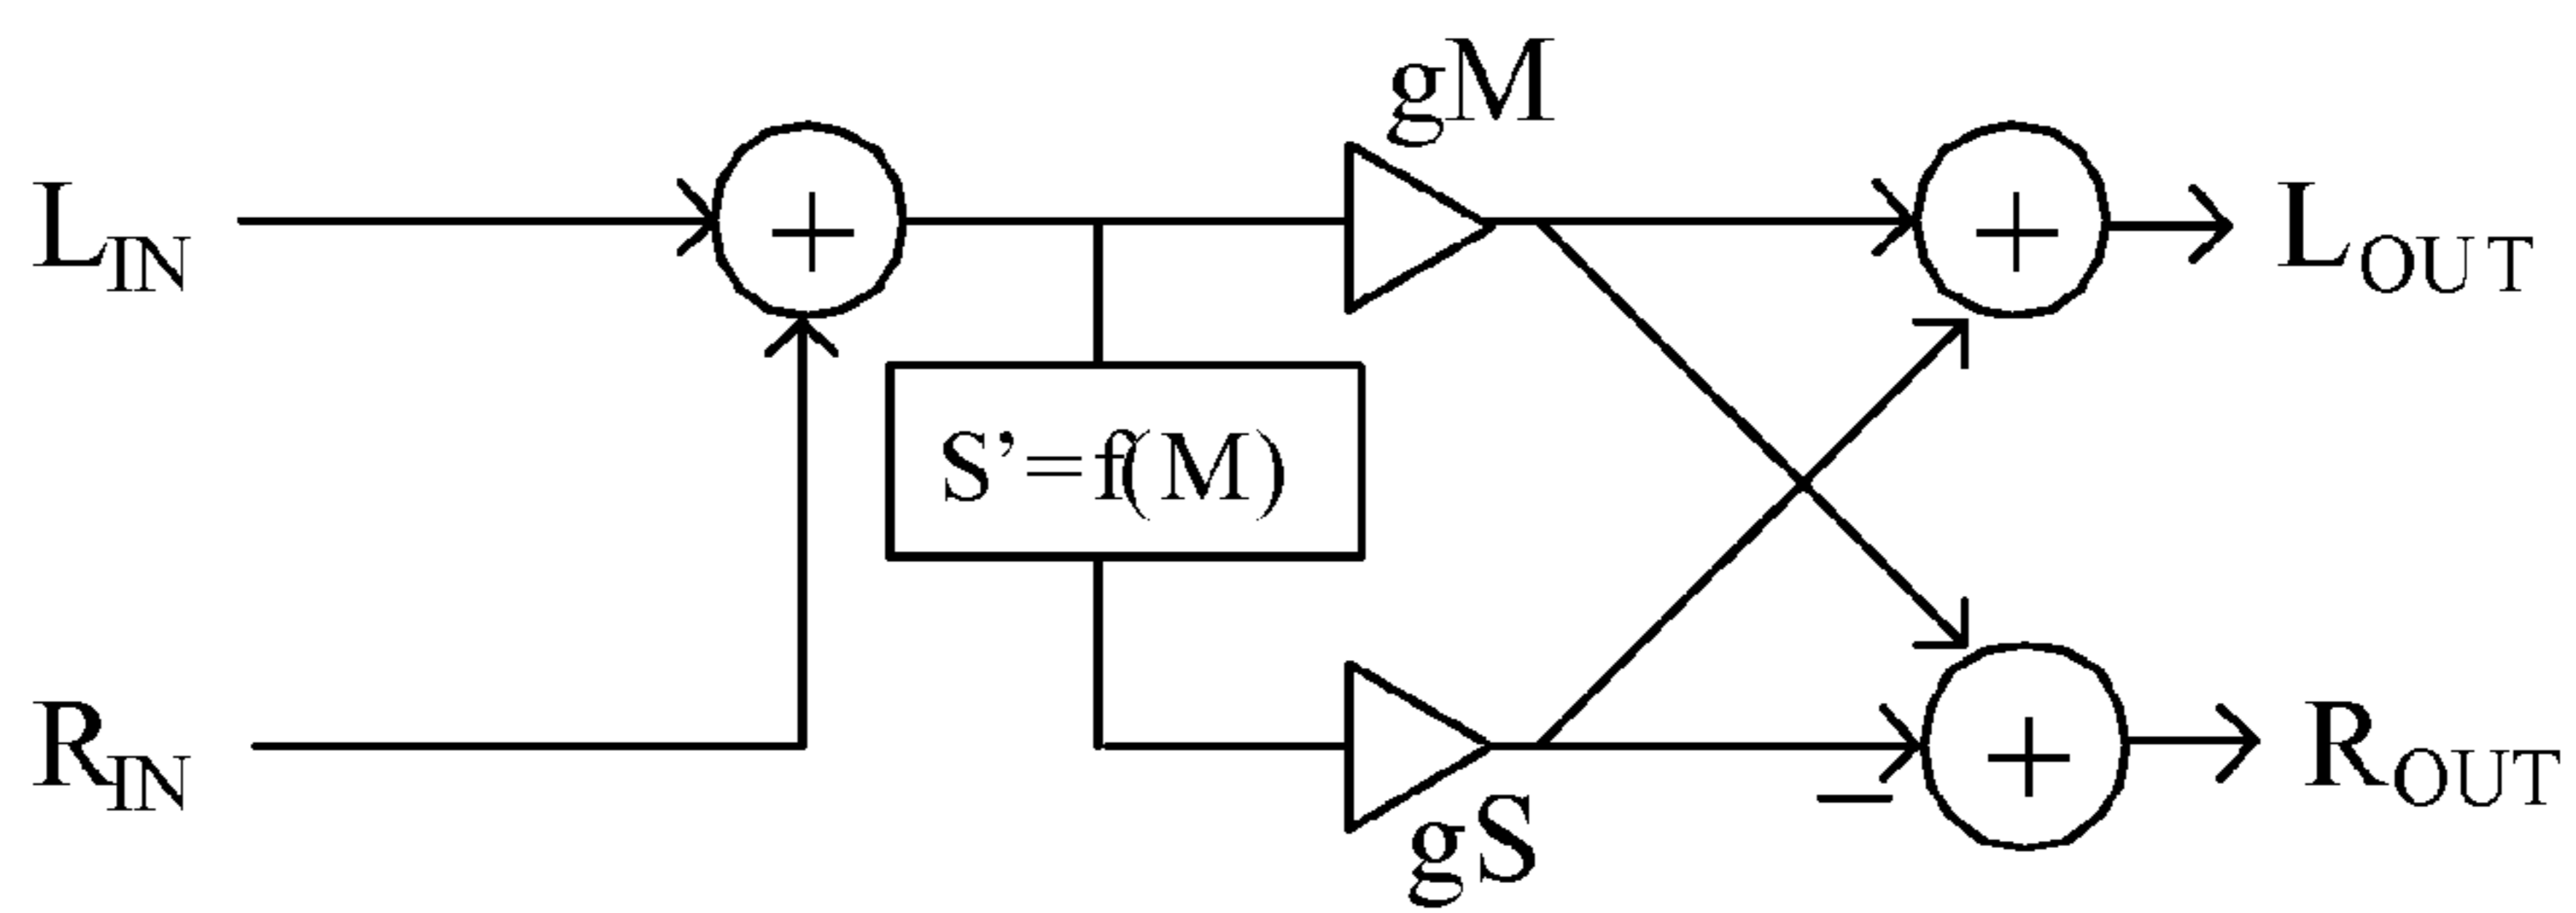 gM
L_IN + + L_OUT
S’=f(M)
R_IN – + R_OUT
gS